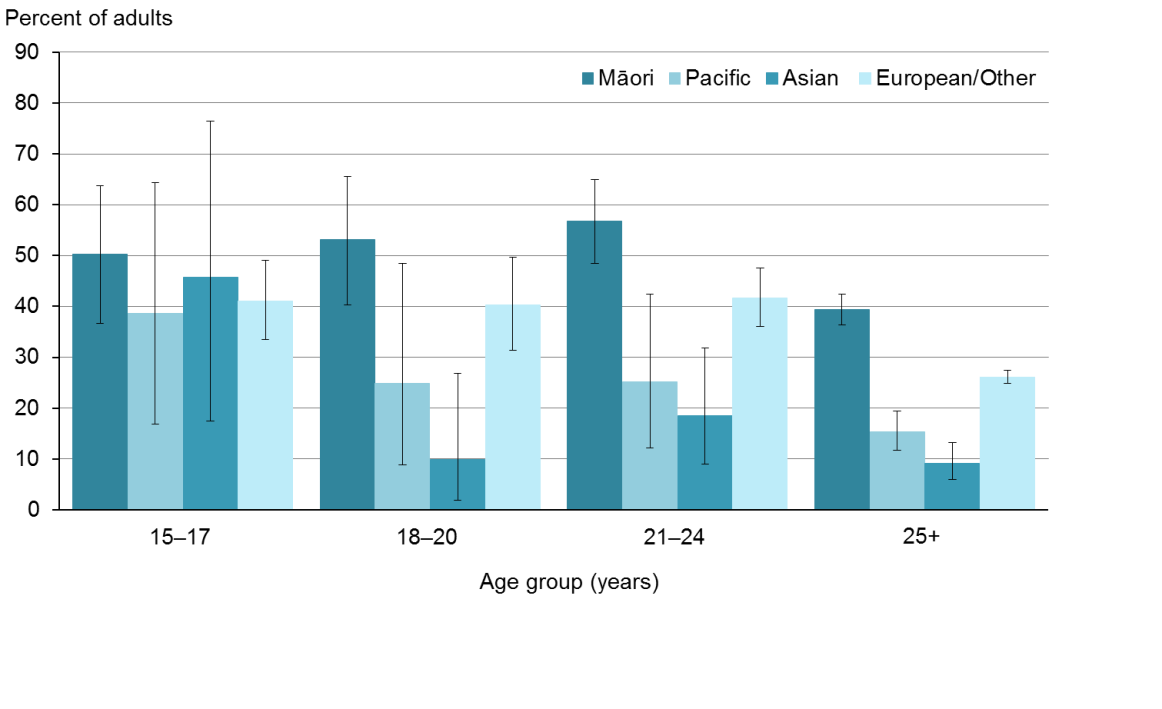 Percent of adults
90
Māori Pacific Asian European/Other
80
70
60
50
40
30
20
10
0
15–17 18–20 21–24 25+
Age group (years)